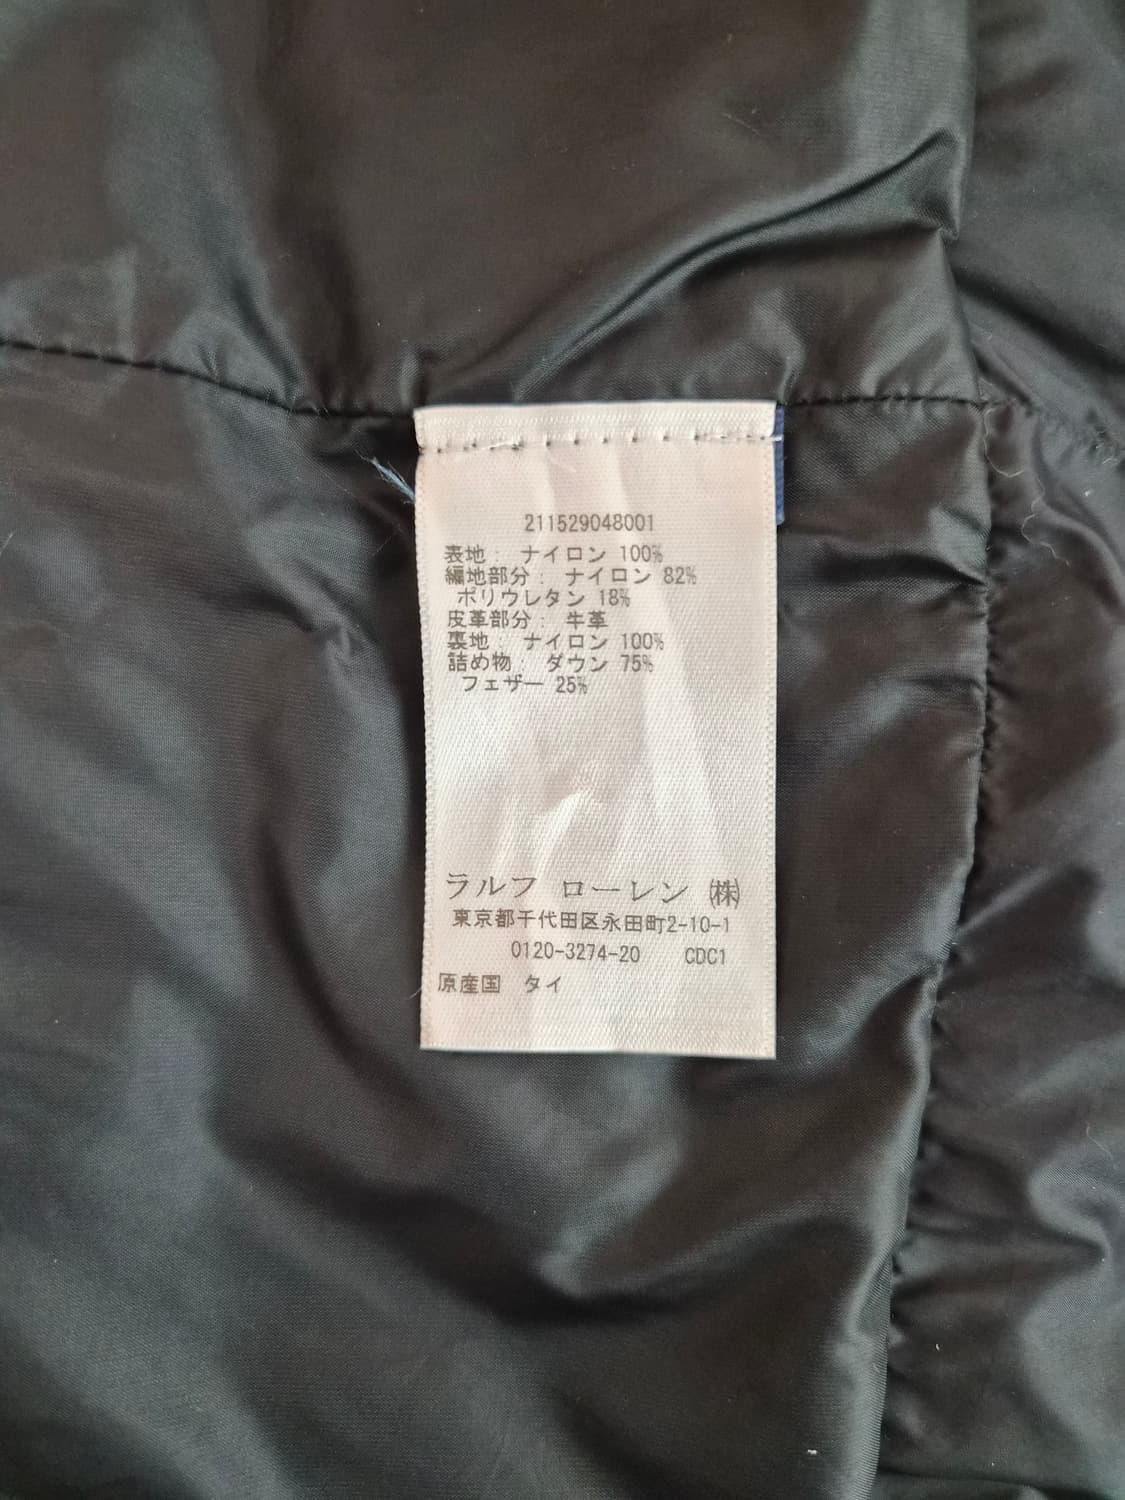 211529048001
表地: ナイロン 100%
編地部分: ナイロン 82%
ポリウレタン 18%
皮革部分: 牛革
裏地: ナイロン 100%
詰め物: ダウン 75%
フェザー 25%
ラルフ ローレン ㈱
東京都千代田区永田町2-10-1
0120-3274-20 CDC1
原産国 タイ